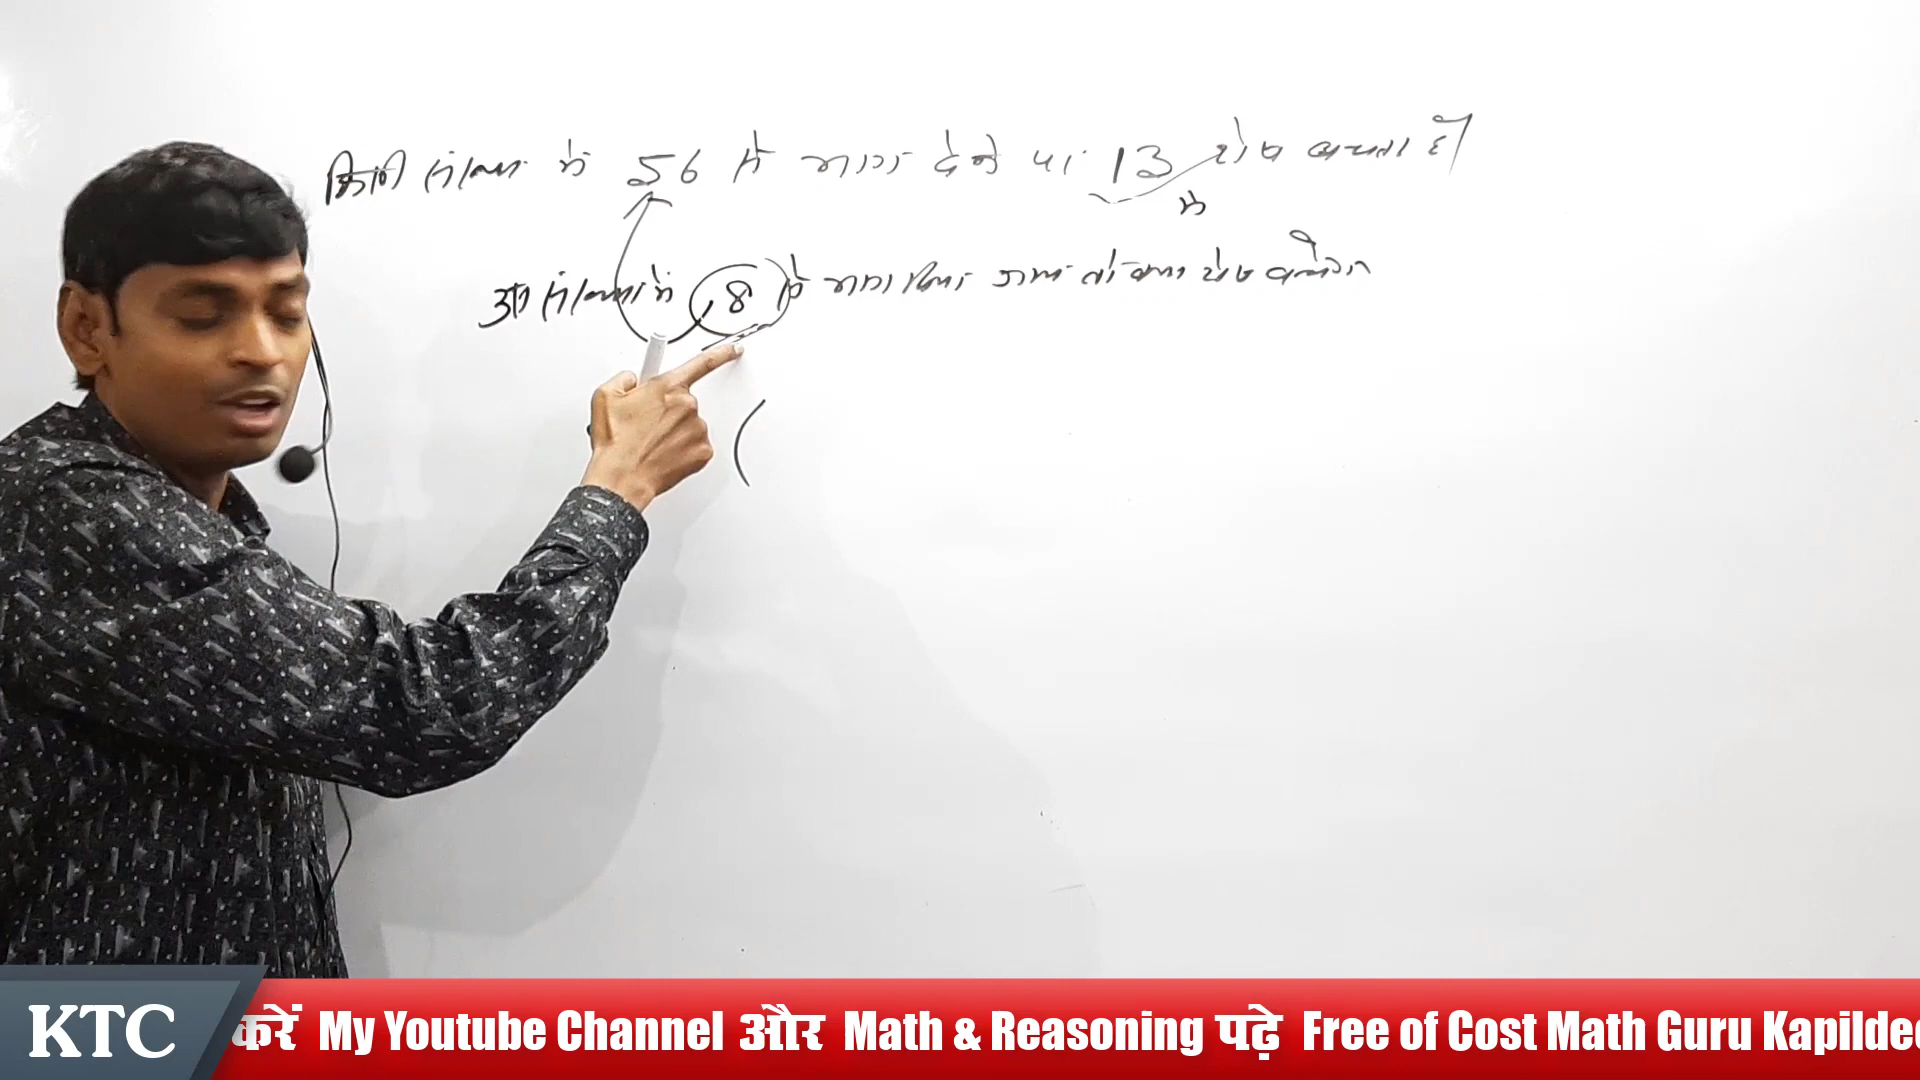 किसी संख्या में 56 से भाग देने पर 13 शेष बचता है
में
उस संख्या में 8 से भाग दिया जाय तो क्या शेष बचेगा
(
KTC करें My Youtube Channel और Math & Reasoning पढ़े Free of Cost Math Guru Kapildeo